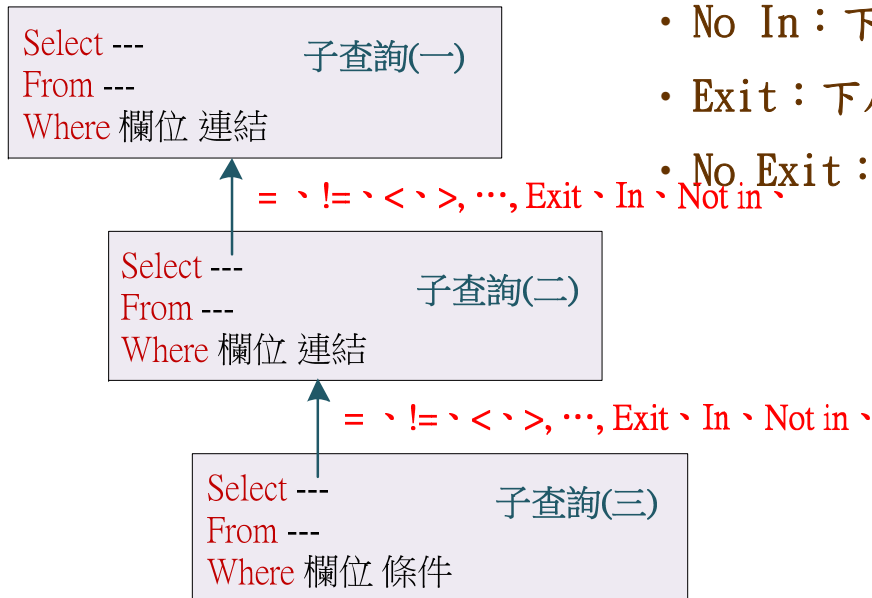 Select ---
From ---
Where 欄位 連結
子查詢(一)
• No In：下
• Exit：下
• No Exit：
= 、!=、<、>, …, Exit、In、Not in、
Select ---
From ---
Where 欄位 連結
子查詢(二)
= 、!=、<、>, …, Exit、In、Not in、
Select ---
From ---
Where 欄位 條件
子查詢(三)